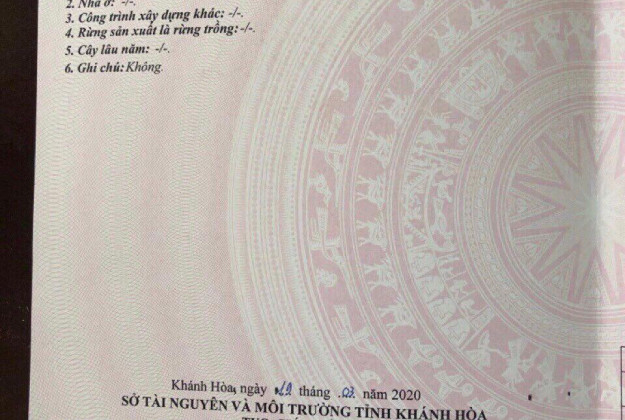 2. Nhà ở: -/-.
3. Công trình xây dựng khác: -/-.
4. Rừng sản xuất là rừng trồng: -/-.
5. Cây lâu năm: -/-.
6. Ghi chú: Không.
Khánh Hòa, ngày 19 tháng 03 năm 2020
SỞ TÀI NGUYÊN VÀ MÔI TRƯỜNG TỈNH KHÁNH HÒA